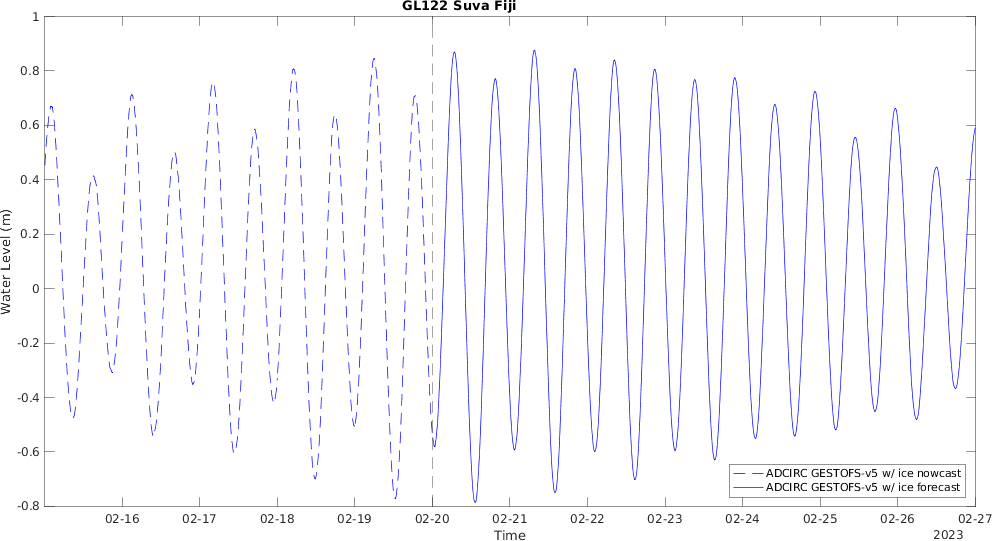 GL122 Suva Fiji
1
0.8
0.6
0.4
0.2
0
-0.2
-0.4
-0.6
-0.8
Water Level (m)
ADCIRC GESTOFS-v5 w/ ice nowcast
ADCIRC GESTOFS-v5 w/ ice forecast
02-16 02-17 02-18 02-19 02-20 02-21 02-22 02-23 02-24 02-25 02-26 02-27
Time
2023